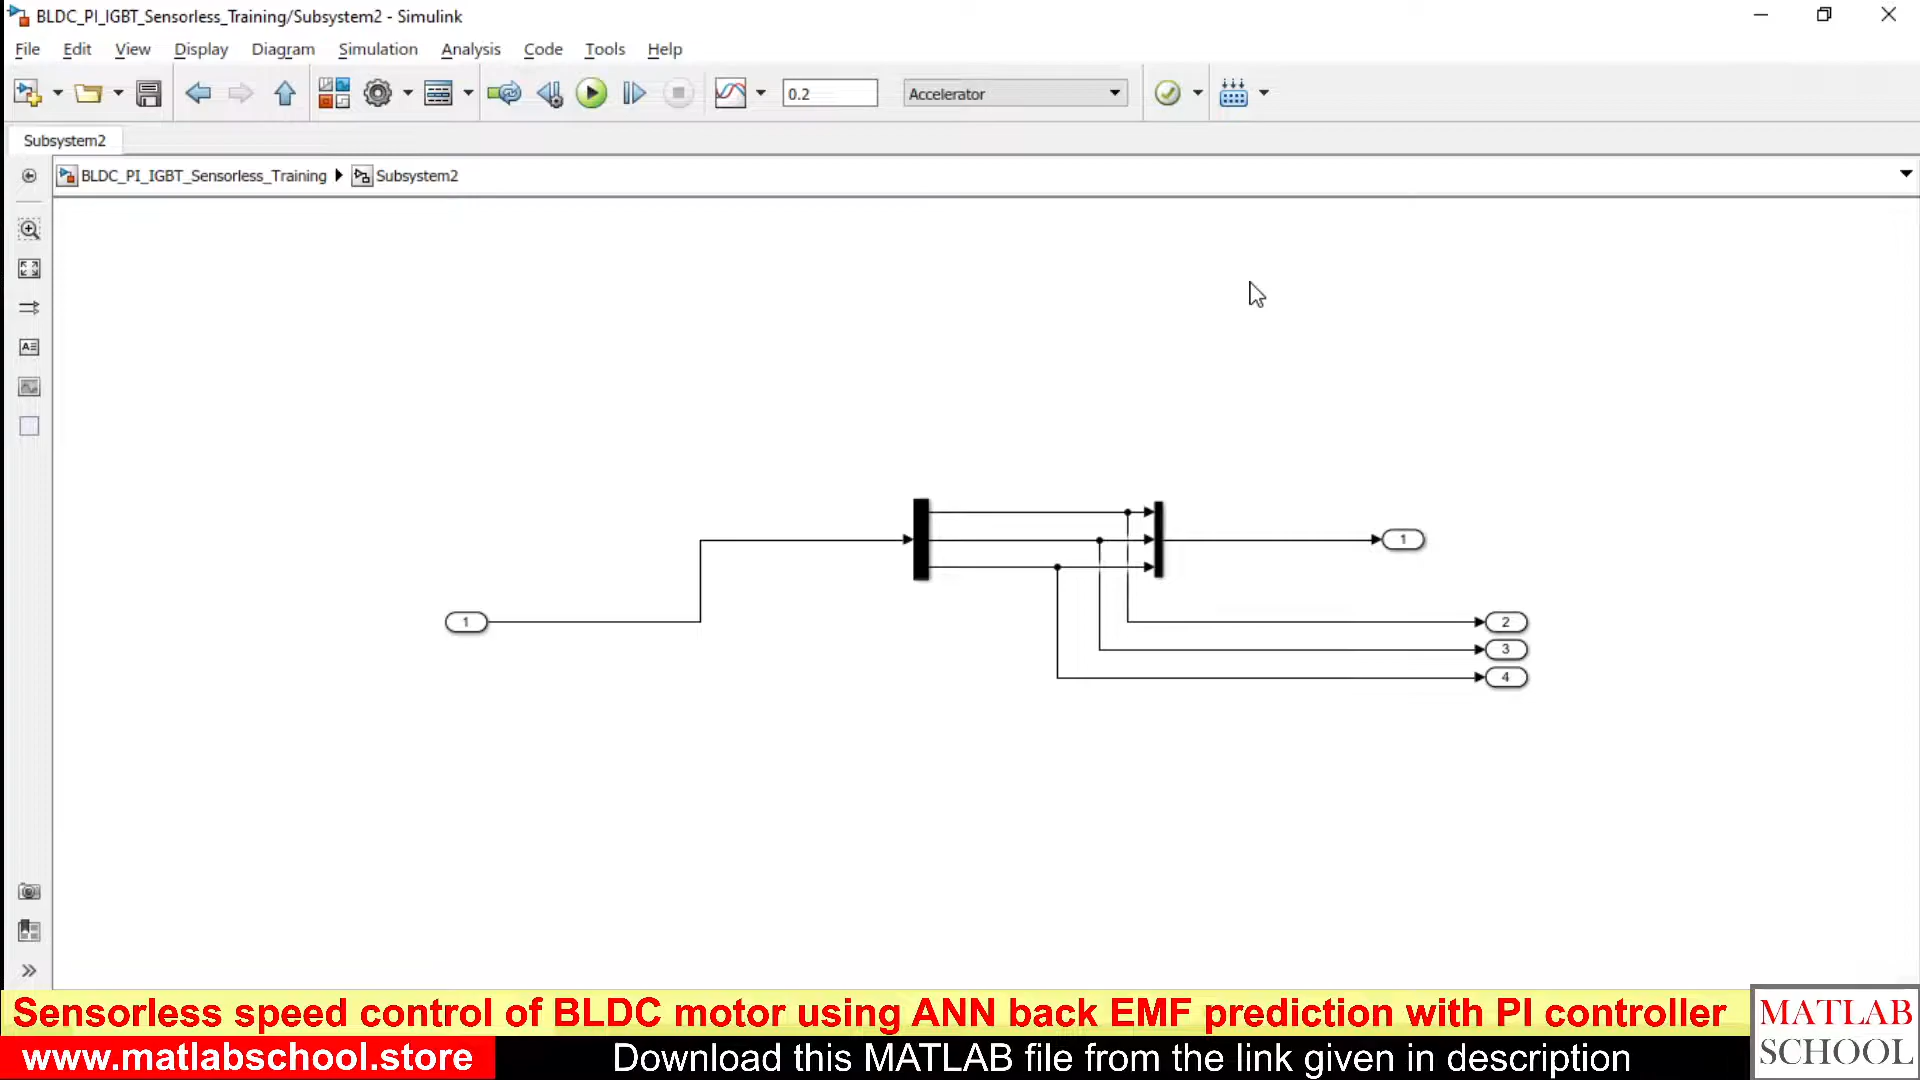 BLDC_PI_IGBT_Sensorless_Training/Subsystem2 - Simulink
File Edit View Display Diagram Simulation Analysis Code Tools Help
0.2 Accelerator
Subsystem2
BLDC_PI_IGBT_Sensorless_Training Subsystem2
1
1
2
3
4
Sensorless speed control of BLDC motor using ANN back EMF prediction with PI controller
www.matlabschool.store
Download this MATLAB file from the link given in description
MATLAB
SCHOOL